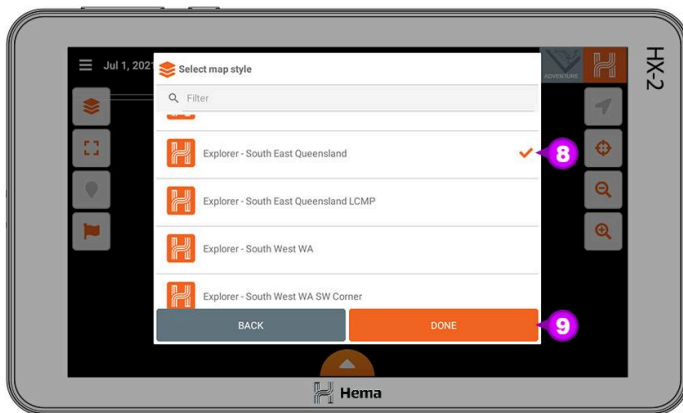 Jul 1, 202
Select map style
ADVENTURE
HX-2
Filter
Explorer - South East Queensland
8
Explorer - South East Queensland LCMP
Explorer - South West WA
Explorer - South West WA SW Corner
BACK
DONE
9
Hema